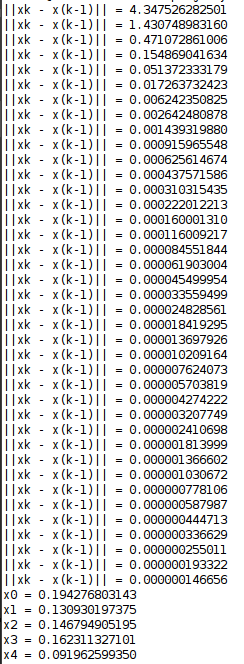 ||xk - x(k-1)|| = 4.347520282501
||xk - x(k-1)|| = 1.430748983160
||xk - x(k-1)|| = 0.471072861006
||xk - x(k-1)|| = 0.154869041634
||xk - x(k-1)|| = 0.051372333179
||xk - x(k-1)|| = 0.017263732423
||xk - x(k-1)|| = 0.006242350825
||xk - x(k-1)|| = 0.002642480878
||xk - x(k-1)|| = 0.001439319880
||xk - x(k-1)|| = 0.000915965548
||xk - x(k-1)|| = 0.000625614674
||xk - x(k-1)|| = 0.000437571586
||xk - x(k-1)|| = 0.000310315435
||xk - x(k-1)|| = 0.000222012213
||xk - x(k-1)|| = 0.000160001310
||xk - x(k-1)|| = 0.000116009217
||xk - x(k-1)|| = 0.000084551844
||xk - x(k-1)|| = 0.000061903004
||xk - x(k-1)|| = 0.000045499954
||xk - x(k-1)|| = 0.000033559499
||xk - x(k-1)|| = 0.000024828561
||xk - x(k-1)|| = 0.000018419295
||xk - x(k-1)|| = 0.000013697926
||xk - x(k-1)|| = 0.000010209164
||xk - x(k-1)|| = 0.000007624073
||xk - x(k-1)|| = 0.000005703819
||xk - x(k-1)|| = 0.000004274222
||xk - x(k-1)|| = 0.000003207749
||xk - x(k-1)|| = 0.000002410698
||xk - x(k-1)|| = 0.000001813999
||xk - x(k-1)|| = 0.000001366602
||xk - x(k-1)|| = 0.000001030672
||xk - x(k-1)|| = 0.000000778106
||xk - x(k-1)|| = 0.000000587987
||xk - x(k-1)|| = 0.000000444713
||xk - x(k-1)|| = 0.000000336629
||xk - x(k-1)|| = 0.000000255011
||xk - x(k-1)|| = 0.000000193322
||xk - x(k-1)|| = 0.000000146656
x0 = 0.194276803143
x1 = 0.130930197375
x2 = 0.146794905195
x3 = 0.162311327101
x4 = 0.091962599350